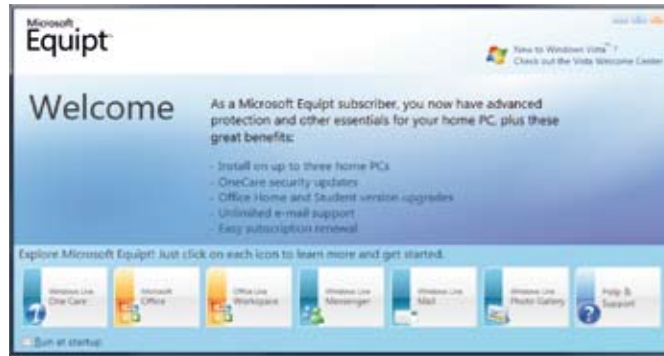 Microsoft
Equipt
New to Windows Vista™?
Check out the Vista Welcome Center
Welcome
As a Microsoft Equipt subscriber, you now have advanced
protection and other essentials for your home PC, plus these
great benefits:
- Install on up to three home PCs
- OneCare security updates
- Office Home and Student version upgrades
- Unlimited e-mail support
- Easy subscription renewal
Explore Microsoft Equipt! Just click on each icon to learn more and get started.
Windows Live
One Care
Microsoft
Office
Office Live
Workspace
Windows Live
Messenger
Windows Live
Mail
Windows Live
Photo Gallery
Help &
Support
Run at startup